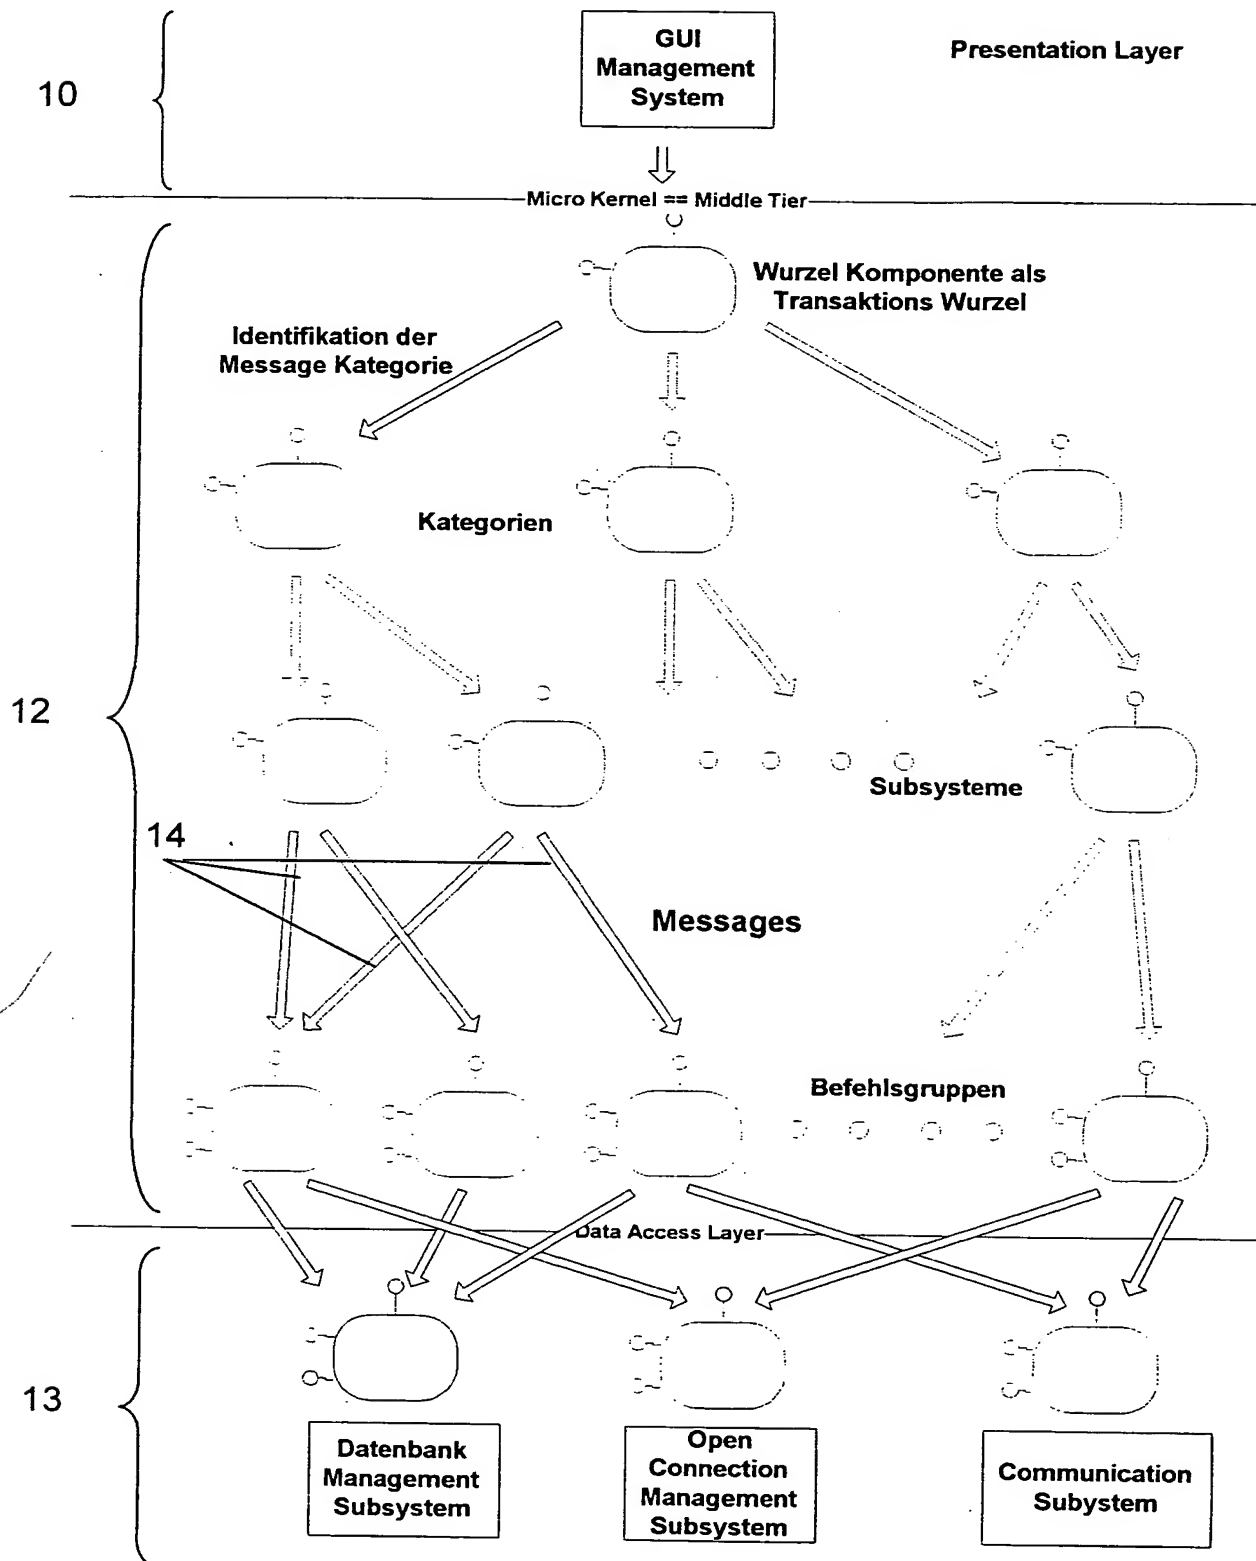 GUI
Management
System
Presentation Layer
10
Micro Kernel == Middle Tier
Wurzel Komponente als
Transaktions Wurzel
Identifikation der
Message Kategorie
Kategorien
12
Subsysteme
14
Messages
Befehlsgruppen
Data Access Layer
13
Datenbank
Management
Subsystem
Open
Connection
Management
Subsystem
Communication
Subystem